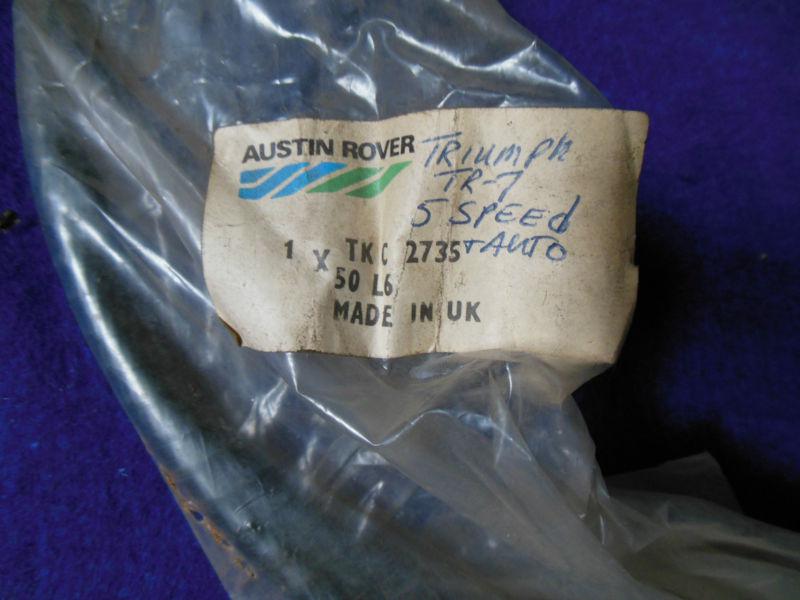 AUSTIN ROVER
TRIUMPH
TR-7
5 SPEED
+ AUTO
1 X TKC 2735
50 L6
MADE IN UK